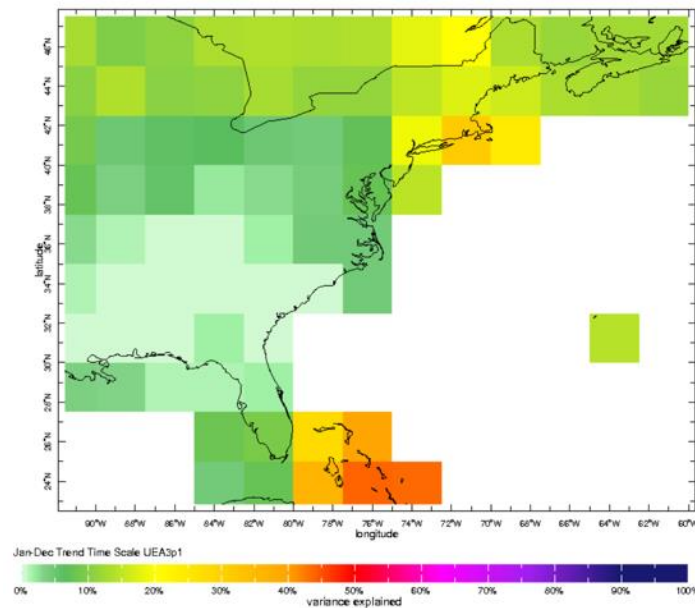 46°N
44°N
42°N
40°N
38°N
36°N
34°N
32°N
30°N
28°N
26°N
24°N
latitude
90°W 88°W 86°W 84°W 82°W 80°W 78°W 76°W 74°W 72°W 70°W 68°W 66°W 64°W 62°W 60°W
longitude
Jan-Dec Trend Time Scale UEA3p1
0% 10% 20% 30% 40% 50% 60% 70% 80% 90% 100%
variance explained